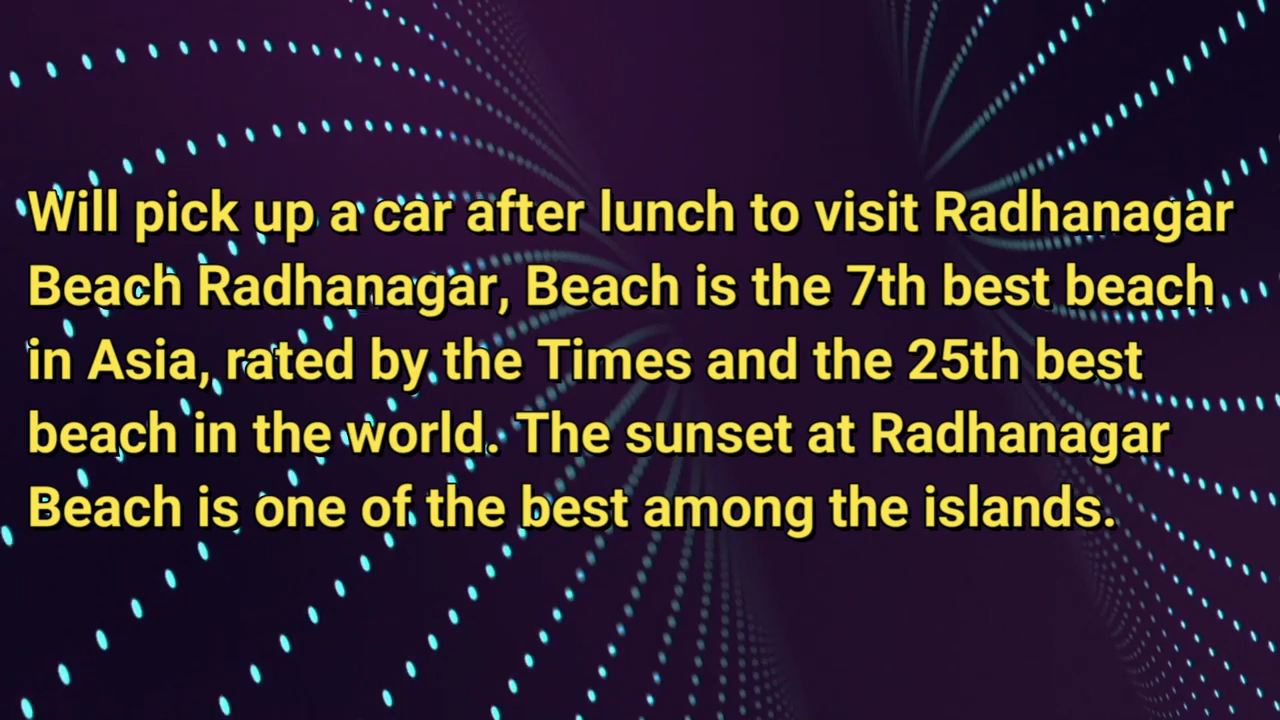 Will pick up a car after lunch to visit Radhanagar
Beach Radhanagar, Beach is the 7th best beach
in Asia, rated by the Times and the 25th best
beach in the world. The sunset at Radhanagar
Beach is one of the best among the islands.